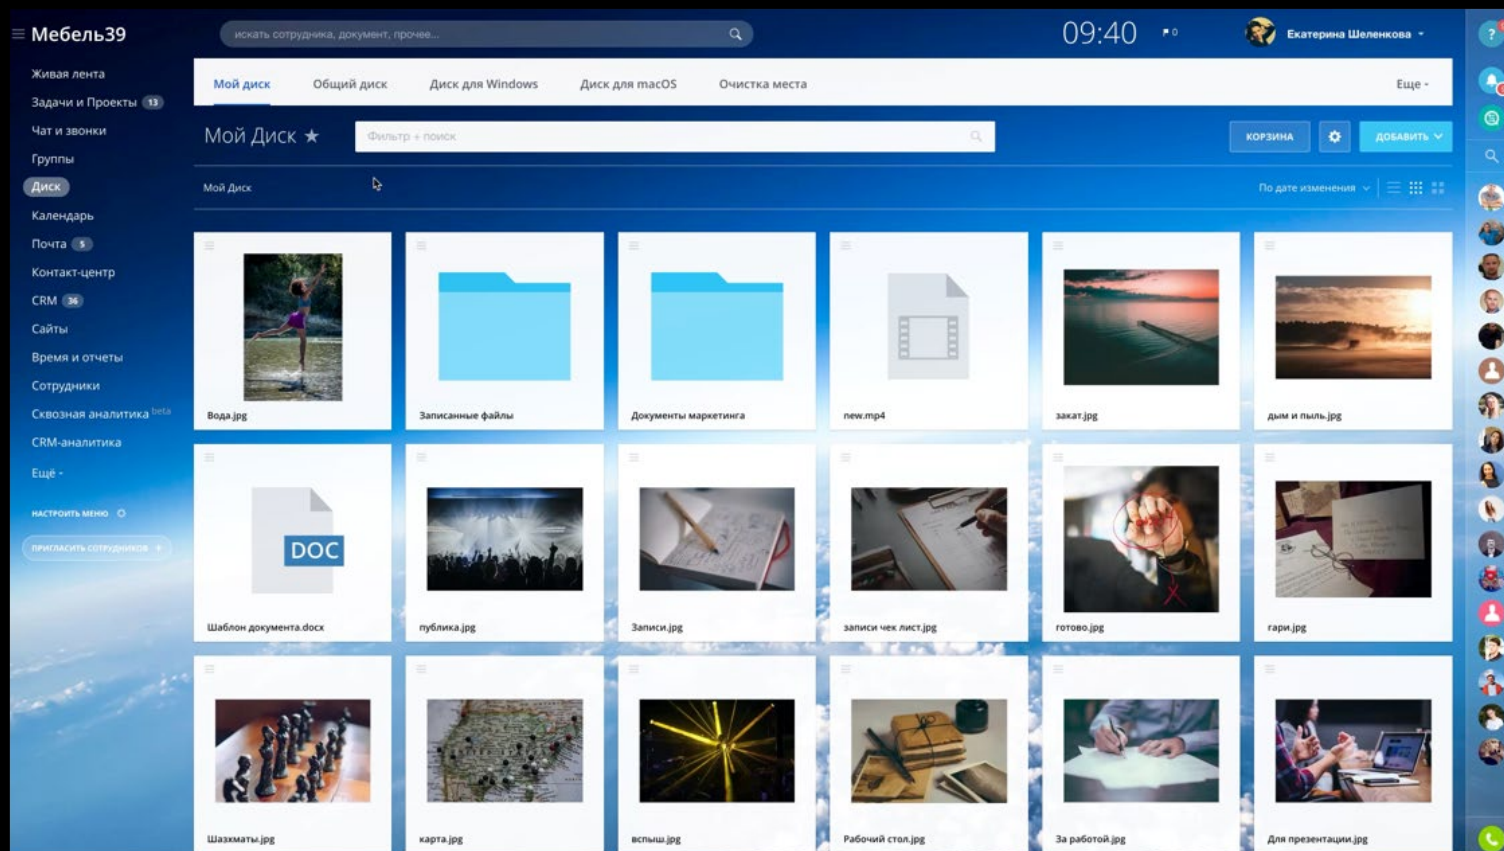 Мебель39
искать сотрудника, документ, прочее...
09:40
0
Екатерина Шеленкова
?
Живая лента
Задачи и Проекты 13
Чат и звонки
Группы
Диск
Календарь
Почта 5
Контакт-центр
CRM 36
Сайты
Время и отчеты
Сотрудники
Сквозная аналитика beta
CRM-аналитика
Ещё -
НАСТРОИТЬ МЕНЮ
ПРИГЛАСИТЬ СОТРУДНИКОВ +
Мой диск
Общий диск
Диск для Windows
Диск для macOS
Очистка места
Еще -
Мой Диск
Фильтр + поиск
КОРЗИНА
ДОБАВИТЬ
Мой Диск
По дате изменения
Вода.jpg
Записанные файлы
Документы маркетинга
new.mp4
закат.jpg
дым и пыль.jpg
DOC
Шаблон документа.docx
публика.jpg
Записи.jpg
записи чек лист.jpg
готово.jpg
гари.jpg
Шазхматы.jpg
карта.jpg
вспыш.jpg
Рабочий стол.jpg
За работой.jpg
Для презентации.jpg